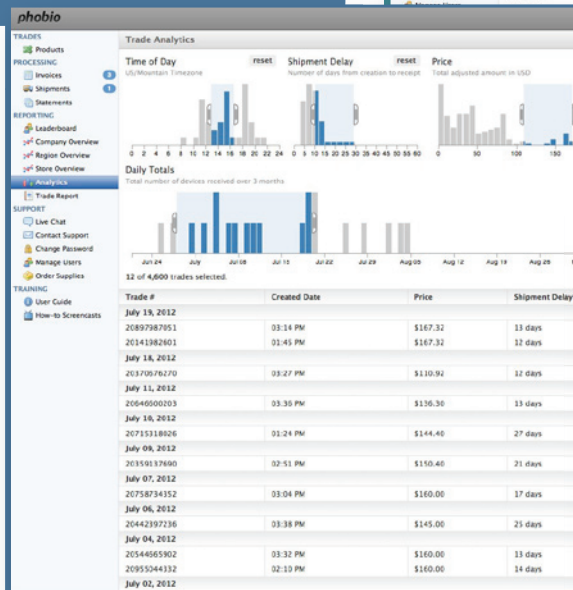 Manage Users
phobio
TRADES
Products
PROCESSING
Invoices 3
Shipments 1
Statements
REPORTING
Leaderboard
Company Overview
Region Overview
Store Overview
Analytics
Trade Report
SUPPORT
Live Chat
Contact Support
Change Password
Manage Users
Order Supplies
TRAINING
User Guide
How-to Screencasts
Trade Analytics
Time of Day reset
US/Mountain Timezone
0 2 4 6 8 10 12 14 16 18 20 22 24
Shipment Delay reset
Number of days from creation to receipt
0 5 10 15 20 25 30 35 40 45 50 55 60
Price
Total adjusted amount in USD
0 50 100 150
Daily Totals
Total number of devices received over 3 months
Jun 24 July Jul 08 Jul 15 Jul 22 Jul 29 Aug 05 Aug 12 Aug 19 Aug 26
12 of 4,600 trades selected.
Trade # Created Date Price Shipment Delay
July 19, 2012
20897987051 03:14 PM $167.32 13 days
20141982601 01:45 PM $167.32 12 days
July 18, 2012
20370676270 03:27 PM $110.92 12 days
July 11, 2012
20646600203 03:36 PM $136.30 13 days
July 10, 2012
20715318026 01:24 PM $144.40 27 days
July 09, 2012
20359137690 02:51 PM $150.40 21 days
July 07, 2012
20758734352 03:04 PM $160.00 17 days
July 06, 2012
20442397236 03:38 PM $145.00 25 days
July 04, 2012
20544665902 03:32 PM $160.00 13 days
20955044332 02:10 PM $160.00 14 days
July 02, 2012